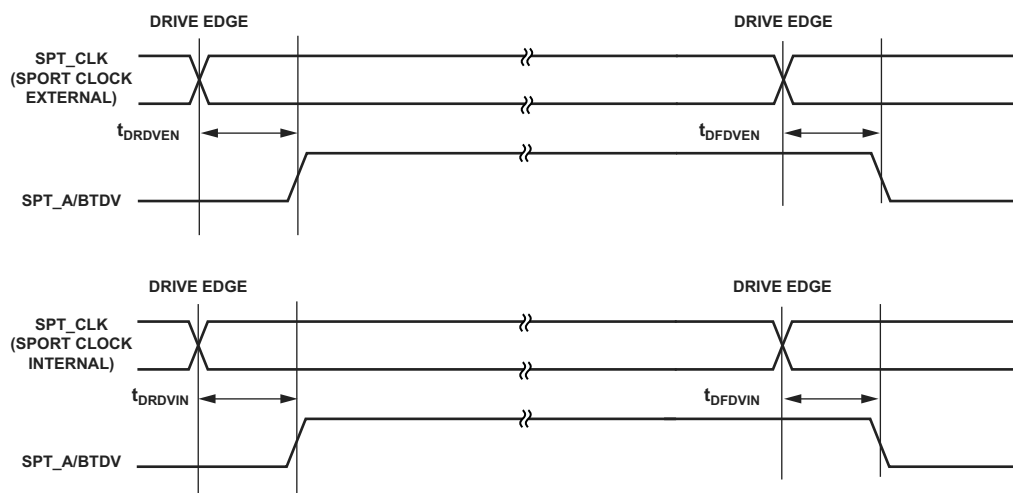 DRIVE EDGE DRIVE EDGE
SPT_CLK
(SPORT CLOCK
EXTERNAL)
tDRDVEN tDFDVEN
SPT_A/BTDV
DRIVE EDGE DRIVE EDGE
SPT_CLK
(SPORT CLOCK
INTERNAL)
tDRDVIN tDFDVIN
SPT_A/BTDV